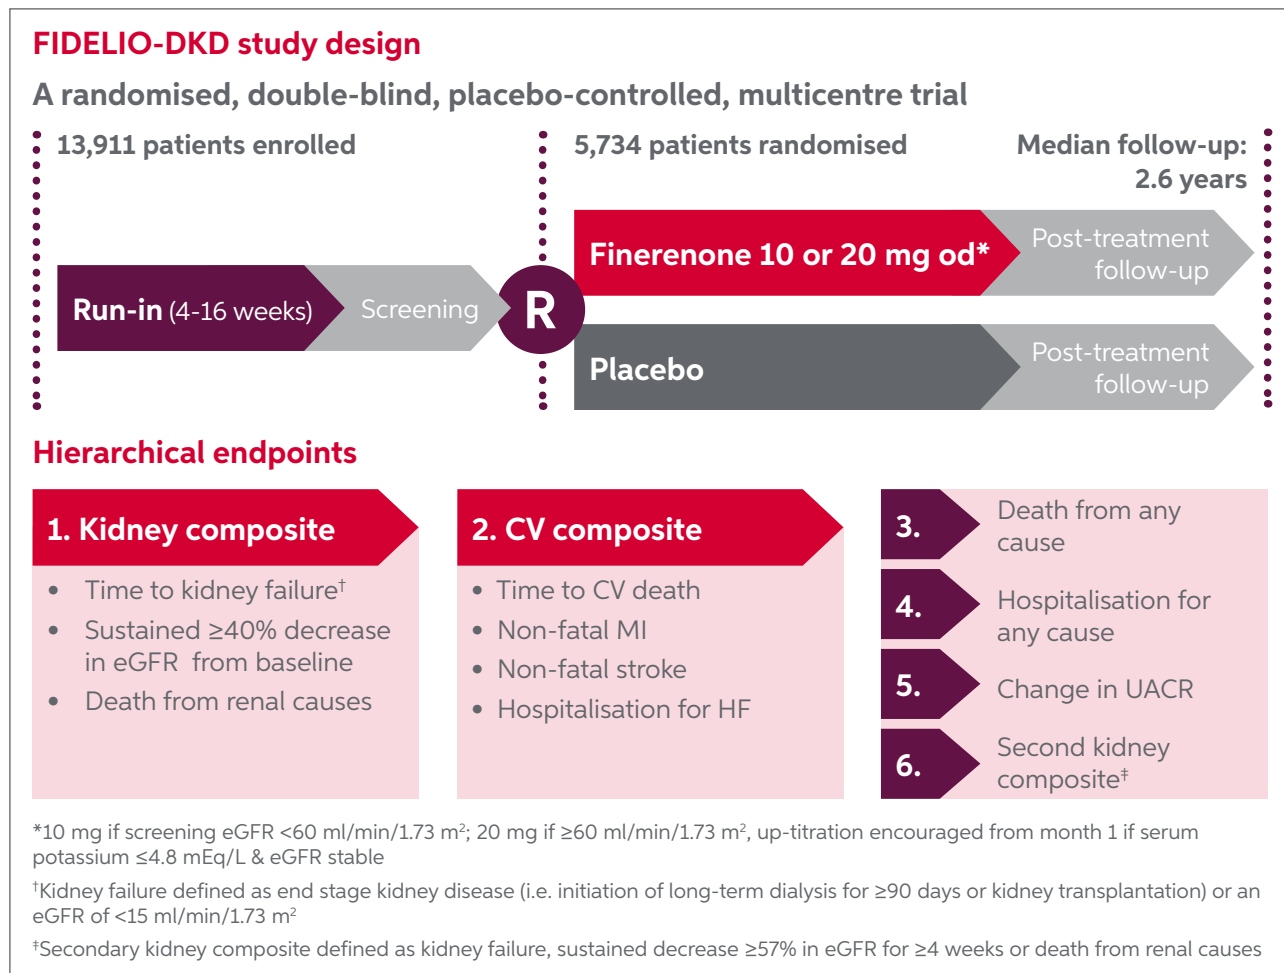 FIDELIO-DKD study design
A randomised, double-blind, placebo-controlled, multicentre trial
13,911 patients enrolled
5,734 patients randomised
Median follow-up:
2.6 years
Run-in (4-16 weeks)
Screening
R
Finerenone 10 or 20 mg od*
Post-treatment
follow-up
Placebo
Post-treatment
follow-up
Hierarchical endpoints
1. Kidney composite
• Time to kidney failure†
• Sustained ≥40% decrease
in eGFR from baseline
• Death from renal causes
2. CV composite
• Time to CV death
• Non-fatal MI
• Non-fatal stroke
• Hospitalisation for HF
3. Death from any
cause
4. Hospitalisation for
any cause
5. Change in UACR
6. Second kidney
composite‡
*10 mg if screening eGFR <60 ml/min/1.73 m²; 20 mg if ≥60 ml/min/1.73 m², up-titration encouraged from month 1 if serum
potassium ≤4.8 mEq/L & eGFR stable
†Kidney failure defined as end stage kidney disease (i.e. initiation of long-term dialysis for ≥90 days or kidney transplantation) or an
eGFR of <15 ml/min/1.73 m²
‡Secondary kidney composite defined as kidney failure, sustained decrease ≥57% in eGFR for ≥4 weeks or death from renal causes